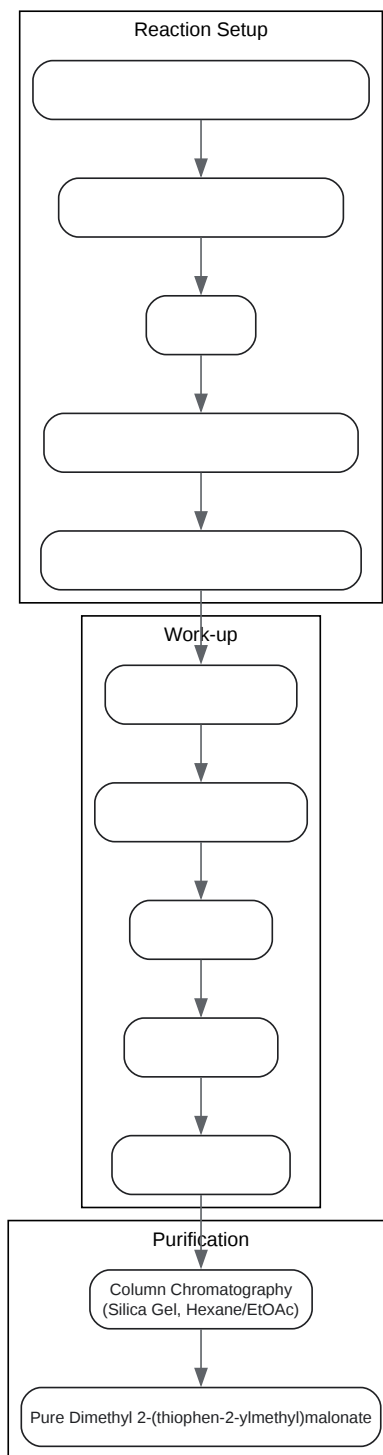 Reaction Setup
Work-up
Purification
Column Chromatography
(Silica Gel, Hexane/EtOAc)
Pure Dimethyl 2-(thiophen-2-ylmethyl)malonate